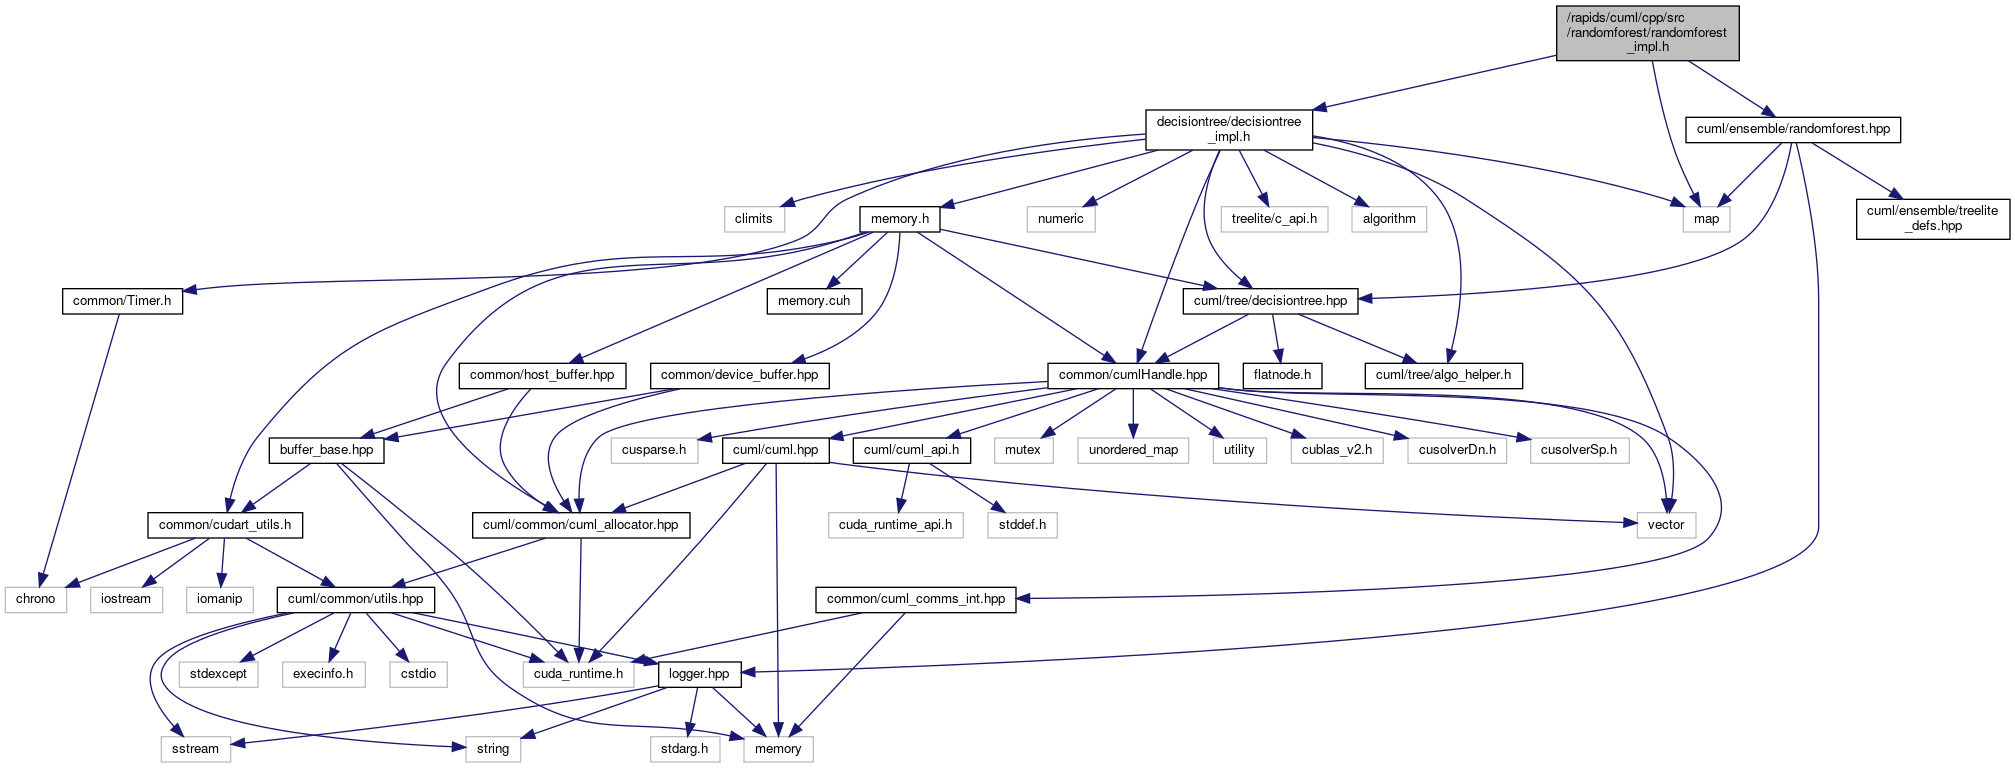 /rapids/cuml/cpp/src
/randomforest/randomforest
_impl.h
decisiontree/decisiontree
_impl.h
cuml/ensemble/randomforest.hpp
climits
memory.h
numeric
treelite/c_api.h
algorithm
map
cuml/ensemble/treelite
_defs.hpp
common/Timer.h
memory.cuh
cuml/tree/decisiontree.hpp
common/host_buffer.hpp
common/device_buffer.hpp
common/cumlHandle.hpp
flatnode.h
cuml/tree/algo_helper.h
buffer_base.hpp
cusparse.h
cuml/cuml.hpp
cuml/cuml_api.h
mutex
unordered_map
utility
cublas_v2.h
cusolverDn.h
cusolverSp.h
common/cudart_utils.h
cuml/common/cuml_allocator.hpp
cuda_runtime_api.h
stddef.h
vector
chrono
iostream
iomanip
cuml/common/utils.hpp
common/cuml_comms_int.hpp
stdexcept
execinfo.h
cstdio
cuda_runtime.h
logger.hpp
sstream
string
stdarg.h
memory